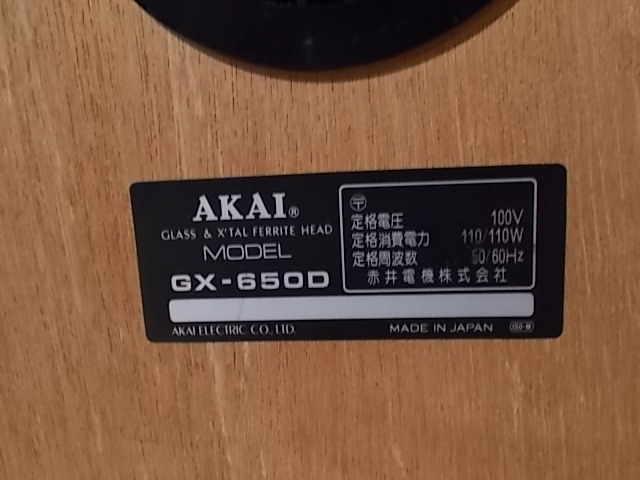 AKAI®
GLASS & X'TAL FERRITE HEAD
MODEL
GX-650D
〒
定格電圧 100V
定格消費電力 110/110W
定格周波数 50/60Hz
赤井電機株式会社
AKAI ELECTRIC CO., LTD.
MADE IN JAPAN